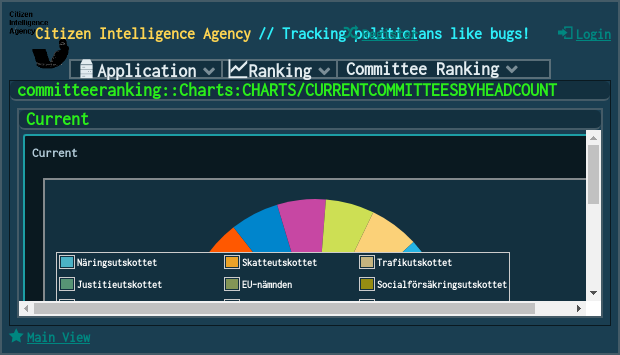 Citizen
Intelligence
Agency
Citizen Intelligence Agency // Tracking politicians like bugs!
Register
Login
Application
Ranking
Committee Ranking
committeeranking::Charts:CHARTS/CURRENTCOMMITTEESBYHEADCOUNT
Current
Current
Näringsutskottet
Skatteutskottet
Trafikutskottet
Justitieutskottet
EU-nämnden
Socialförsäkringsutskottet
Main View